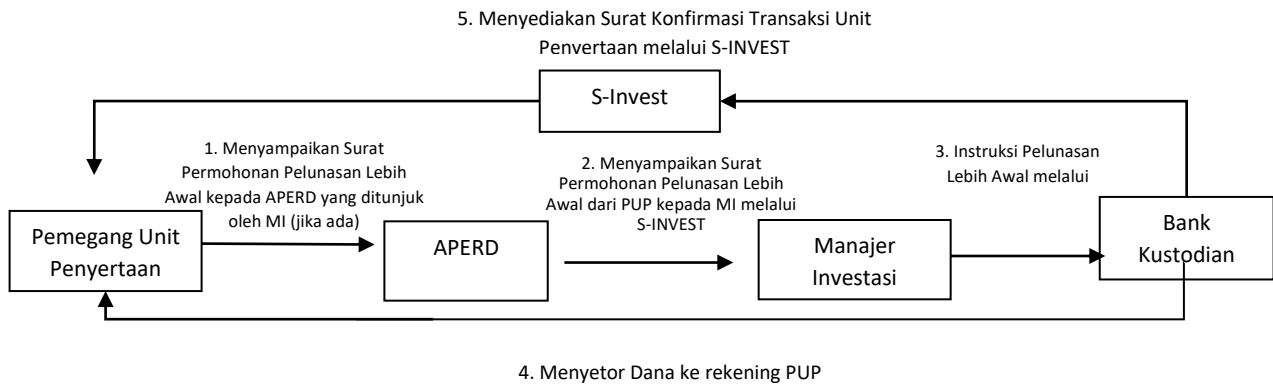 5. Menyediakan Surat Konfirmasi Transaksi Unit
Penvertaan melalui S-INVEST
S-Invest
1. Menyampaikan Surat
Permohonan Pelunasan Lebih
Awal kepada APERD yang ditunjuk
oleh MI (jika ada)
2. Menyampaikan Surat
Permohonan Pelunasan Lebih
Awal dari PUP kepada MI melalui
S-INVEST
3. Instruksi Pelunasan
Lebih Awal melalui
Pemegang Unit
Penyertaan
APERD
Manajer
Investasi
Bank
Kustodian
4. Menyetor Dana ke rekening PUP